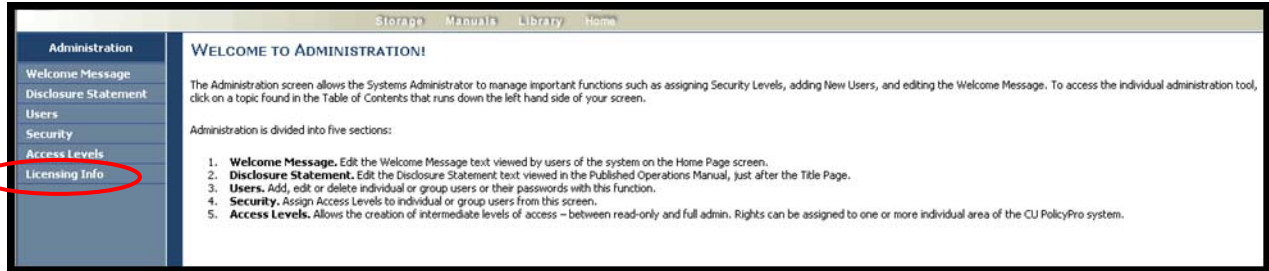 Storage Manuals Library Home
Administration
Welcome Message
Disclosure Statement
Users
Security
Access Levels
Licensing Info
WELCOME TO ADMINISTRATION!
The Administration screen allows the Systems Administrator to manage important functions such as assigning Security Levels, adding New Users, and editing the Welcome Message. To access the individual administration tool,
click on a topic found in the Table of Contents that runs down the left hand side of your screen.
Administration is divided into five sections:
1. Welcome Message. Edit the Welcome Message text viewed by users of the system on the Home Page screen.
2. Disclosure Statement. Edit the Disclosure Statement text viewed in the Published Operations Manual, just after the Title Page.
3. Users. Add, edit or delete individual or group users or their passwords with this function.
4. Security. Assign Access Levels to individual or group users from this screen.
5. Access Levels. Allows the creation of intermediate levels of access – between read-only and full admin. Rights can be assigned to one or more individual area of the CU PolicyPro system.